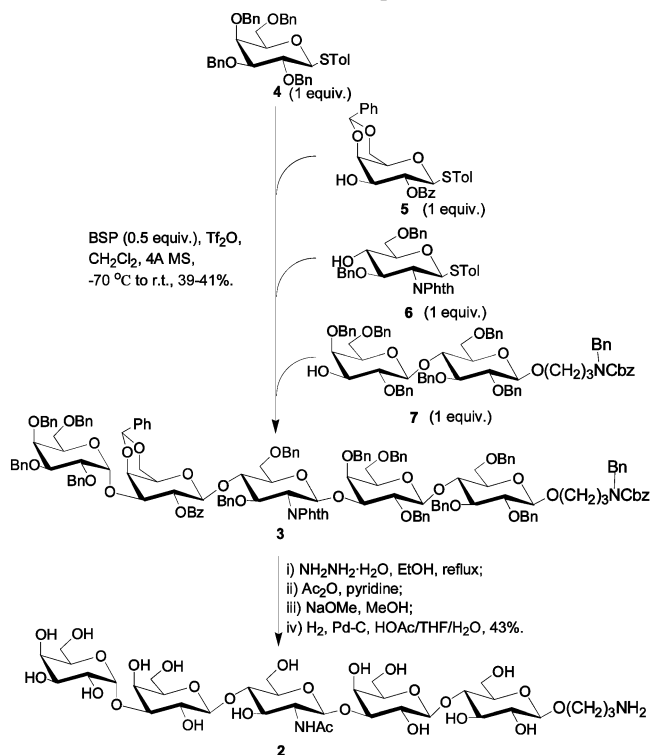 OBn OBn
O
BnO
STol
OBn
4 (1 equiv.)
Ph
O
O
O
HO
STol
OBz
5 (1 equiv.)
BSP (0.5 equiv.), Tf2O,
CH2Cl2, 4A MS,
-70 °C to r.t., 39-41%.
OBn
O
HO
BnO
STol
NPhth
6 (1 equiv.)
OBn OBn
O
HO
OBn
O
OBn
O
BnO
OBn
O(CH2)3NCbz
Bn
7 (1 equiv.)
OBn OBn
O
BnO
BnO
O
Ph
O
O
O
OBz
O
OBn
O
BnO
NPhth
O
OBn OBn
O
OBn
O
OBn
O
BnO
OBn
O(CH2)3NCbz
Bn
3
i) NH2NH2·H2O, EtOH, reflux;
ii) Ac2O, pyridine;
iii) NaOMe, MeOH;
iv) H2, Pd-C, HOAc/THF/H2O, 43%.
OH OH
O
HO
HO
O
OH OH
O
OH
O
OH
O
HO
NHAc
O
OH OH
O
OH
O
OH
O
HO
OH
O(CH2)3NH2
2